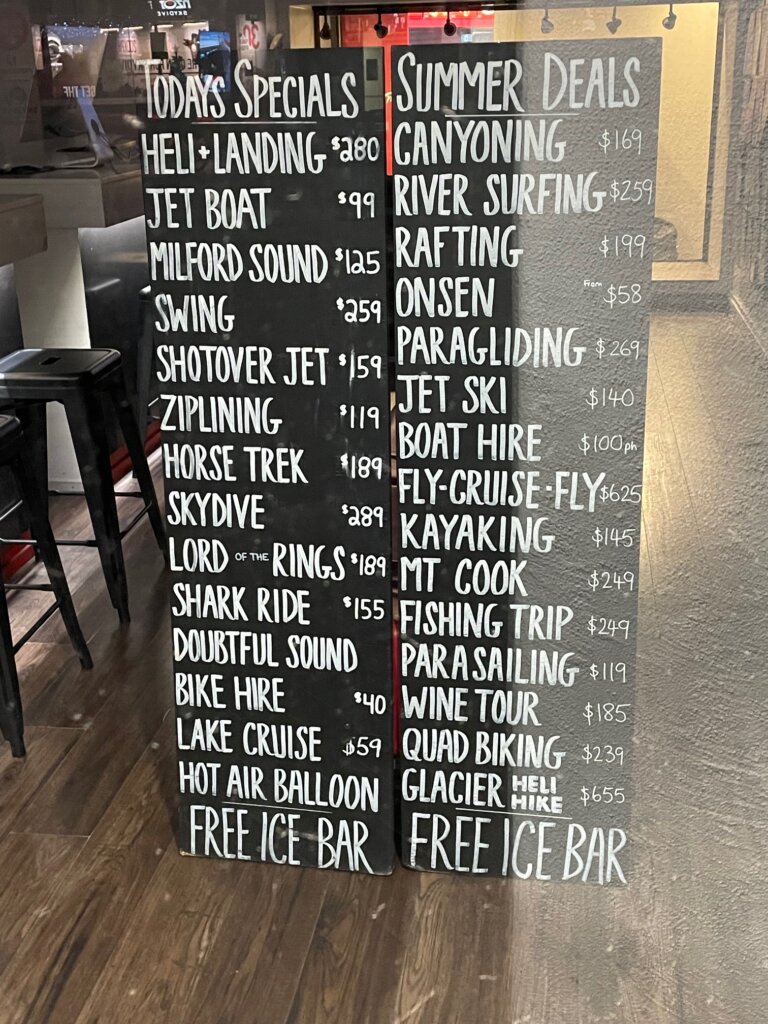 TODAYS SPECIALS
HELI + LANDING $280
JET BOAT $99
MILFORD SOUND $125
SWING $259
SHOTOVER JET $159
ZIPLINING $119
HORSE TREK $189
SKYDIVE $289
LORD OF THE RINGS $189
SHARK RIDE $155
DOUBTFUL SOUND
BIKE HIRE $40
LAKE CRUISE $59
HOT AIR BALLOON
FREE ICE BAR
SUMMER DEALS
CANYONING $169
RIVER SURFING $259
RAFTING $199
ONSEN From $58
PARAGLIDING $269
JET SKI $140
BOAT HIRE $100ph
FLY-CRUISE-FLY $625
KAYAKING $145
MT COOK $249
FISHING TRIP $249
PARASAILING $119
WINE TOUR $185
QUAD BIKING $239
GLACIER HELI HIKE $655
FREE ICE BAR